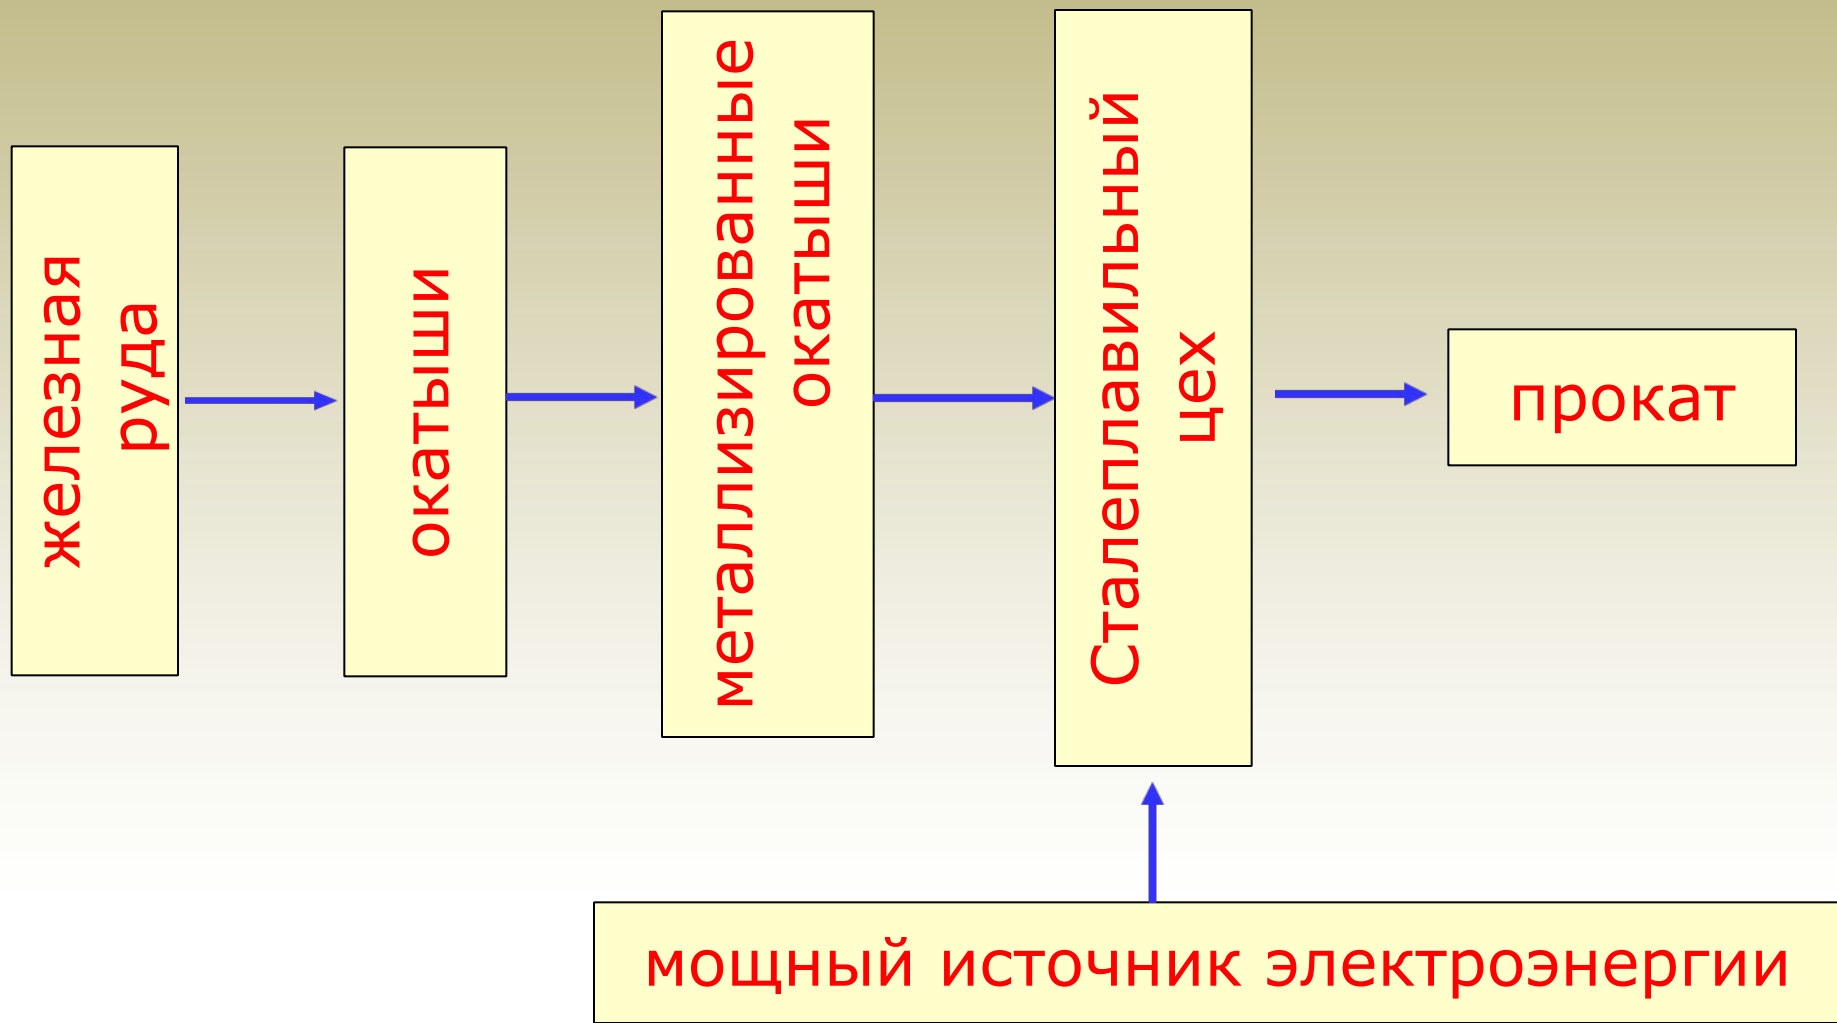 железная
руда
окатыши
металлизированные
окатыши
Сталеплавильный
цех
прокат
мощный источник электроэнергии